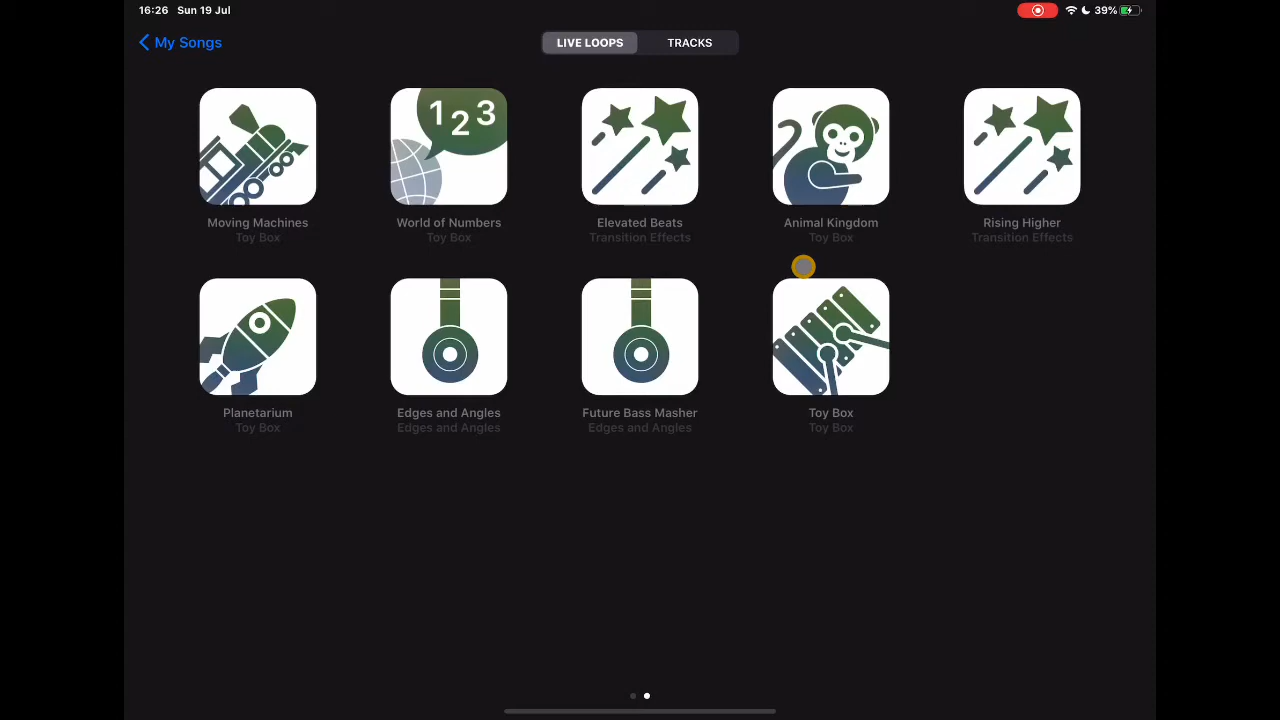 16:26 Sun 19 Jul
39%
My Songs
LIVE LOOPS
TRACKS
1 2 3
Moving Machines
Toy Box
World of Numbers
Toy Box
Elevated Beats
Transition Effects
Animal Kingdom
Toy Box
Rising Higher
Transition Effects
Planetarium
Toy Box
Edges and Angles
Edges and Angles
Future Bass Masher
Edges and Angles
Toy Box
Toy Box